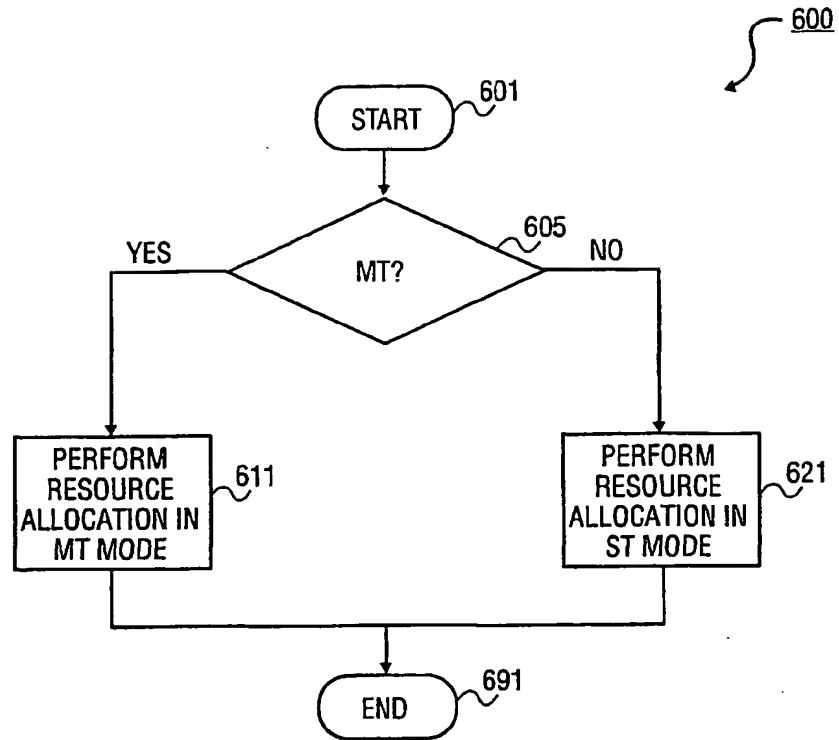 600
START
601
605
YES
MT?
NO
PERFORM
RESOURCE
ALLOCATION IN
MT MODE
611
PERFORM
RESOURCE
ALLOCATION IN
ST MODE
621
END
691